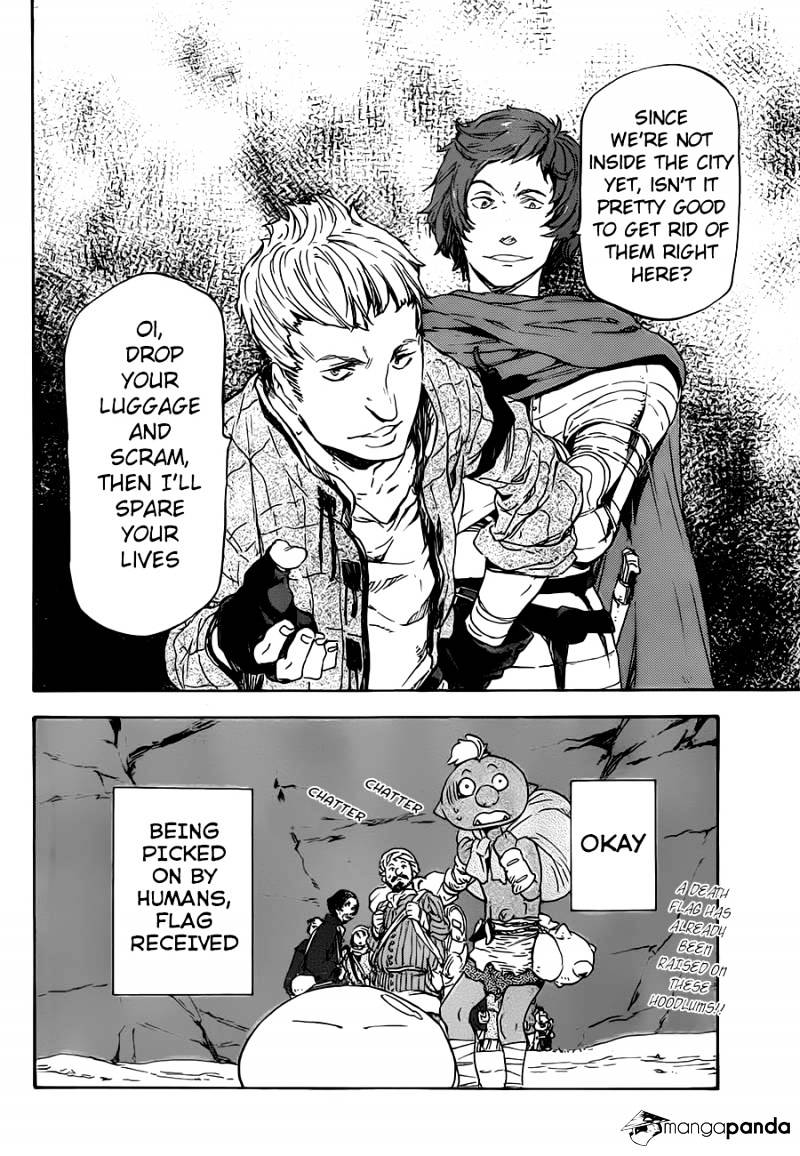 SINCE
WE'RE NOT
INSIDE THE CITY
YET, ISN'T IT
PRETTY GOOD
TO GET RID OF
THEM RIGHT
HERE?
OI,
DROP
YOUR
LUGGAGE
AND
SCRAM,
THEN I'LL
SPARE
YOUR
LIVES
OKAY
A DEATH
FLAG HAS
ALREADY
BEEN
RAISED ON
THESE
HOODLUMS!!
CHATTER
CHATTER
BEING
PICKED
ON BY
HUMANS,
FLAG
RECEIVED
mangapanda